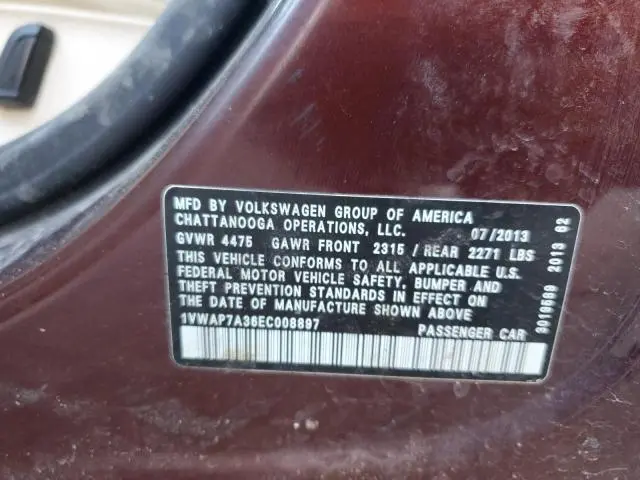 MFD BY VOLKSWAGEN GROUP OF AMERICA
CHATTANOOGA OPERATIONS, LLC. 07/2013
GVWR 4475 GAWR FRONT 2315 / REAR 2271 LBS
THIS VEHICLE CONFORMS TO ALL APPLICABLE U.S.
FEDERAL MOTOR VEHICLE SAFETY, BUMPER AND
THEFT PREVENTION STANDARDS IN EFFECT ON
THE DATE OF MANUFACTURE SHOWN ABOVE
1VWAP7A36EC008897 PASSENGER CAR
3019689 2013 02